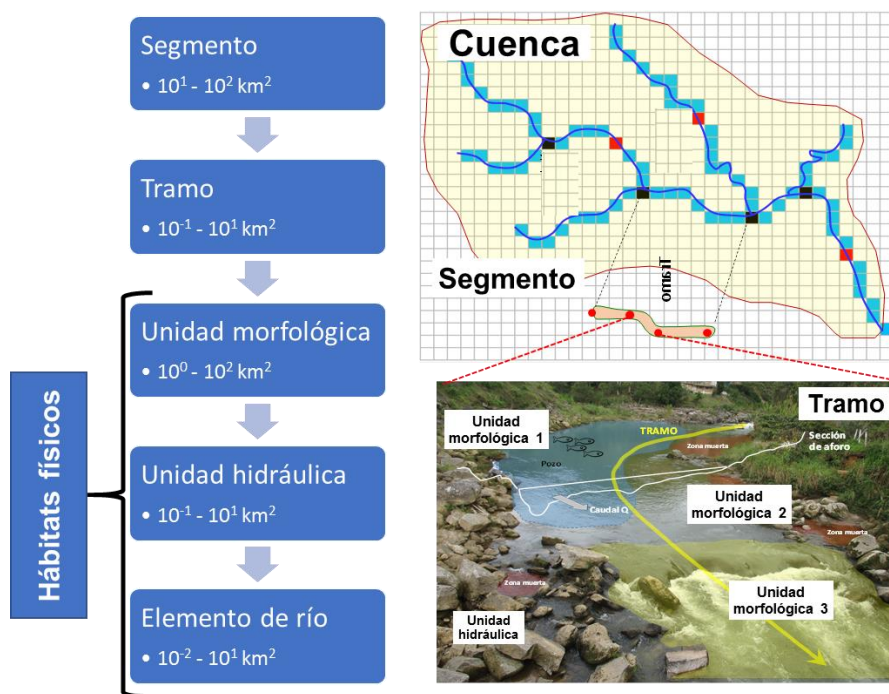 Segmento
• 10¹ - 10² km²
Tramo
• 10⁻¹ - 10¹ km²
Unidad morfológica
• 10⁰ - 10² km²
Unidad hidráulica
• 10⁻¹ - 10¹ km²
Elemento de río
• 10⁻² - 10¹ km²
Hábitats físicos
Cuenca
Segmento
Tramo
Tramo
Unidad
morfológica 1
TRAMO
Zona muerta
Sección
de aforo
Pozo
Caudal Q
Unidad
morfológica 2
Zona muerta
Zona muerta
Unidad
hidráulica
Unidad
morfológica 3